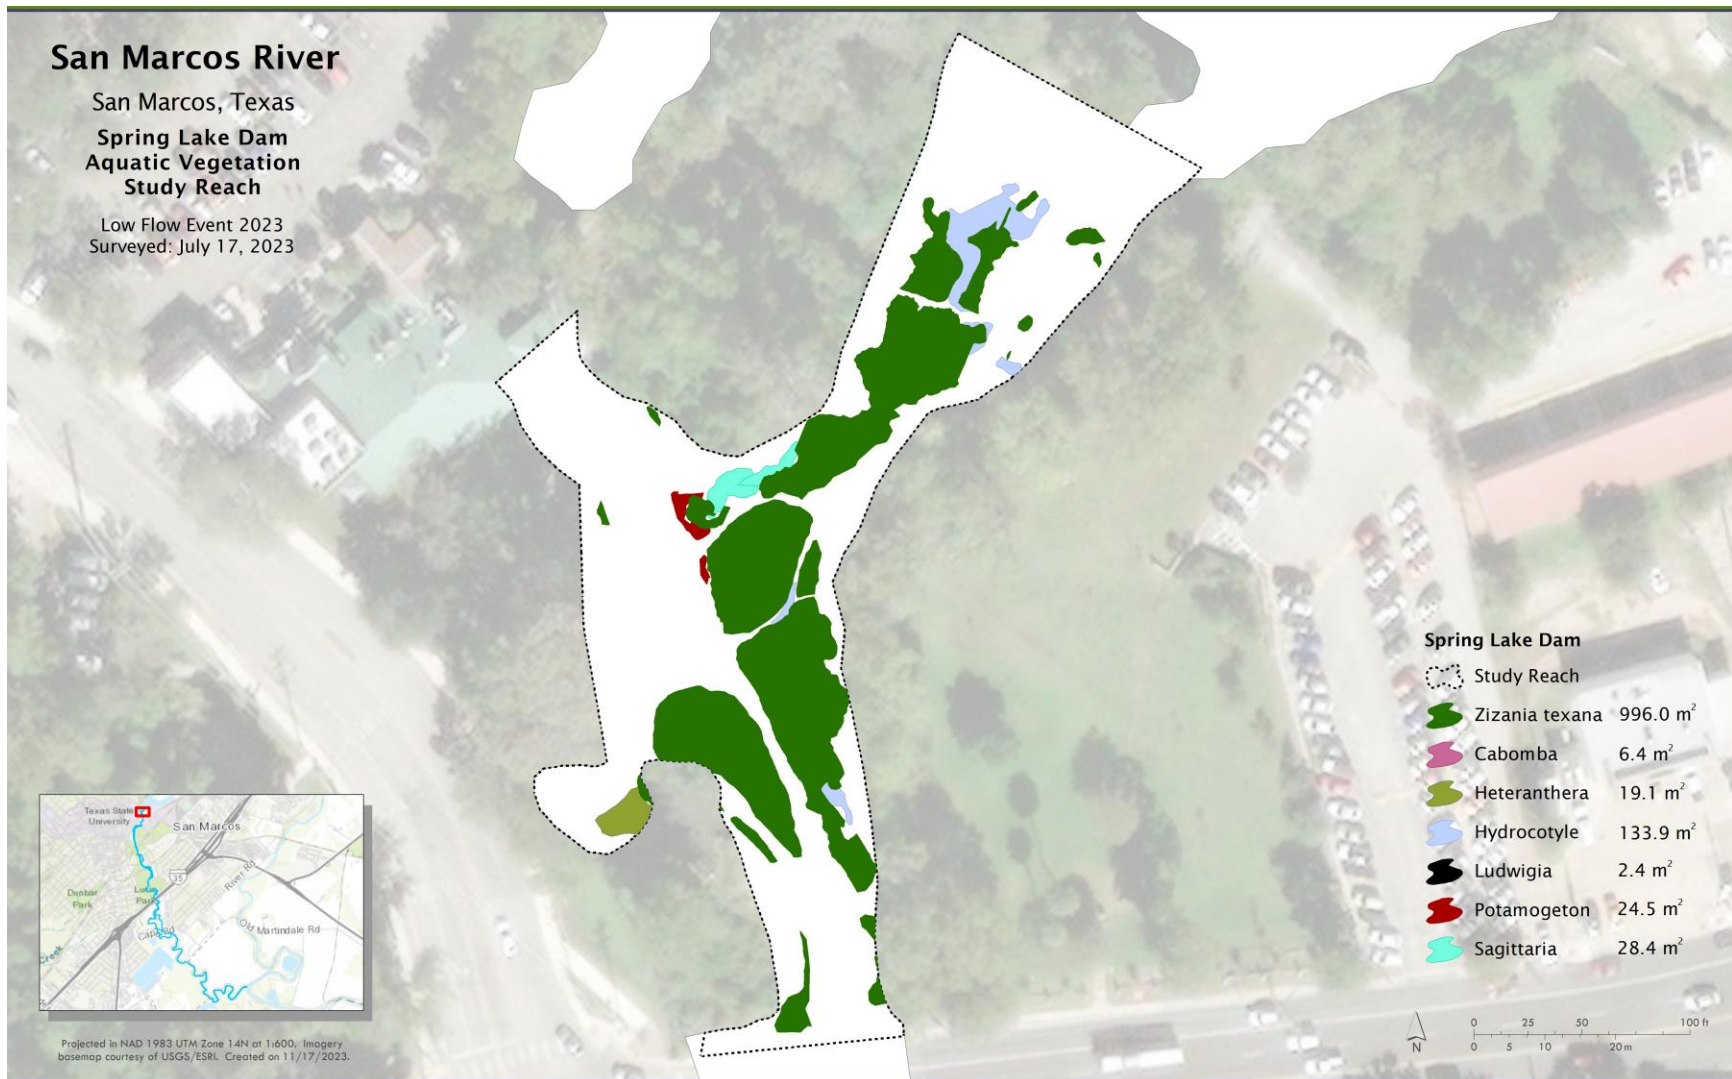 San Marcos River
San Marcos, Texas
Spring Lake Dam
Aquatic Vegetation
Study Reach
Low Flow Event 2023
Surveyed: July 17, 2023
Spring Lake Dam
Study Reach
Zizania texana 996.0 m²
Cabomba 6.4 m²
Heteranthera 19.1 m²
Hydrocotyle 133.9 m²
Ludwigia 2.4 m²
Potamogeton 24.5 m²
Sagittaria 28.4 m²
Texas State
University
San Marcos
35
River Rd
Dunbar
Park
Park
Old Martindale Rd
Creek
Projected in NAD 1983 UTM Zone 14N at 1:600. Imagery
basemap courtesy of USGS/ESRI. Created on 11/17/2023.
N
0 25 50 100 ft
0 5 10 20 m